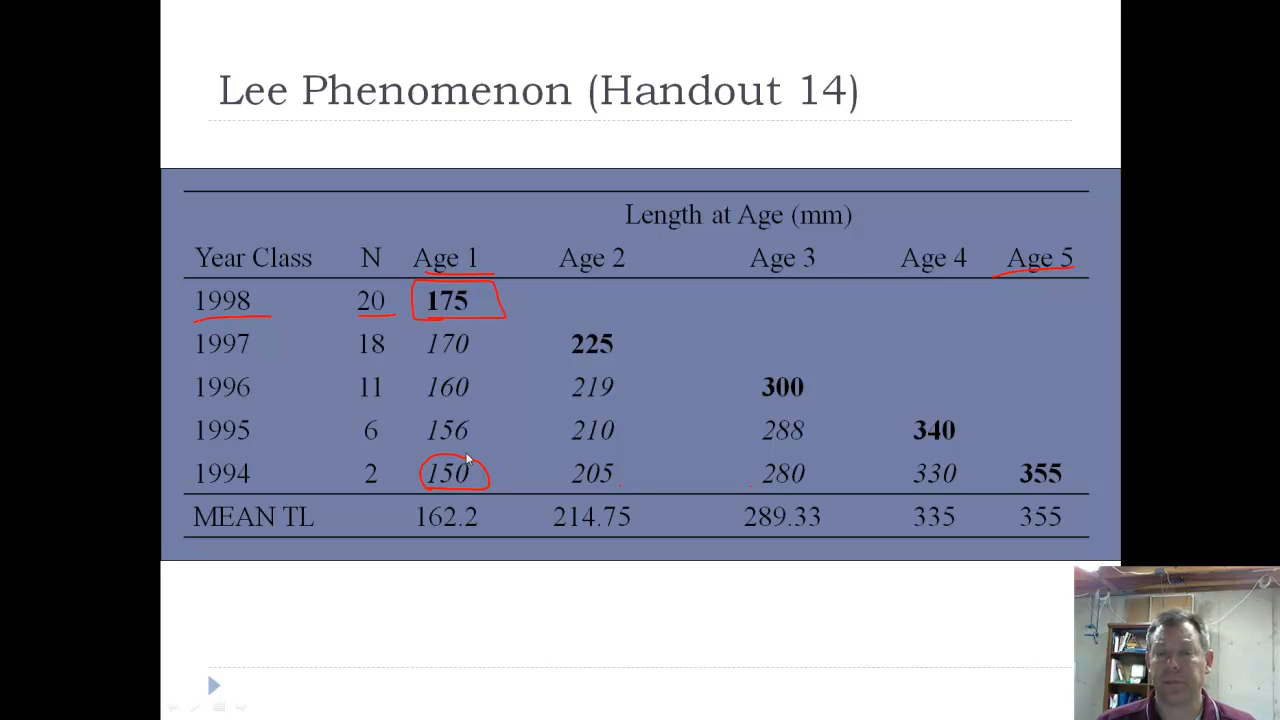 Lee Phenomenon (Handout 14)
Length at Age (mm)
Year Class N Age 1 Age 2 Age 3 Age 4 Age 5
1998 20 175
1997 18 170 225
1996 11 160 219 300
1995 6 156 210 288 340
1994 2 150 205 280 330 355
MEAN TL 162.2 214.75 289.33 335 355